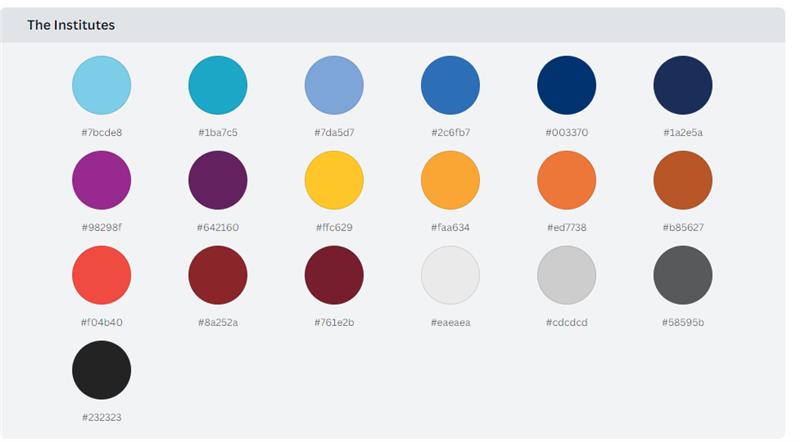 The Institutes
#7bcde8 #1ba7c5 #7da5d7 #2c6fb7 #003370 #1a2e5a
#98298f #642160 #ffc629 #faa634 #ed7738 #b85627
#f04b40 #8a252a #761e2b #eaeaea #cdcdcd #58595b
#232323